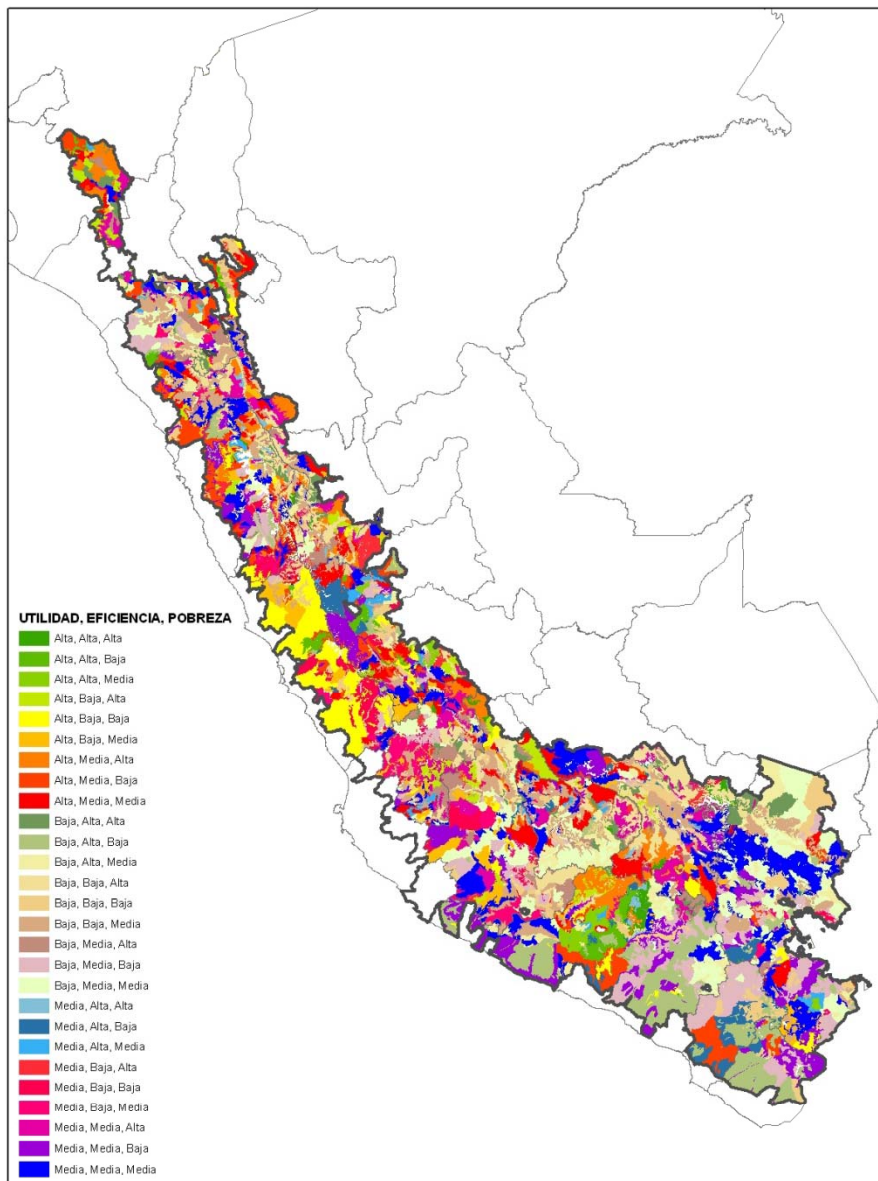 UTILIDAD, EFICIENCIA, POBREZA
Alta, Alta, Alta
Alta, Alta, Baja
Alta, Alta, Media
Alta, Baja, Alta
Alta, Baja, Baja
Alta, Baja, Media
Alta, Media, Alta
Alta, Media, Baja
Alta, Media, Media
Baja, Alta, Alta
Baja, Alta, Baja
Baja, Alta, Media
Baja, Baja, Alta
Baja, Baja, Baja
Baja, Baja, Media
Baja, Media, Alta
Baja, Media, Baja
Baja, Media, Media
Media, Alta, Alta
Media, Alta, Baja
Media, Alta, Media
Media, Baja, Alta
Media, Baja, Baja
Media, Baja, Media
Media, Media, Alta
Media, Media, Baja
Media, Media, Media